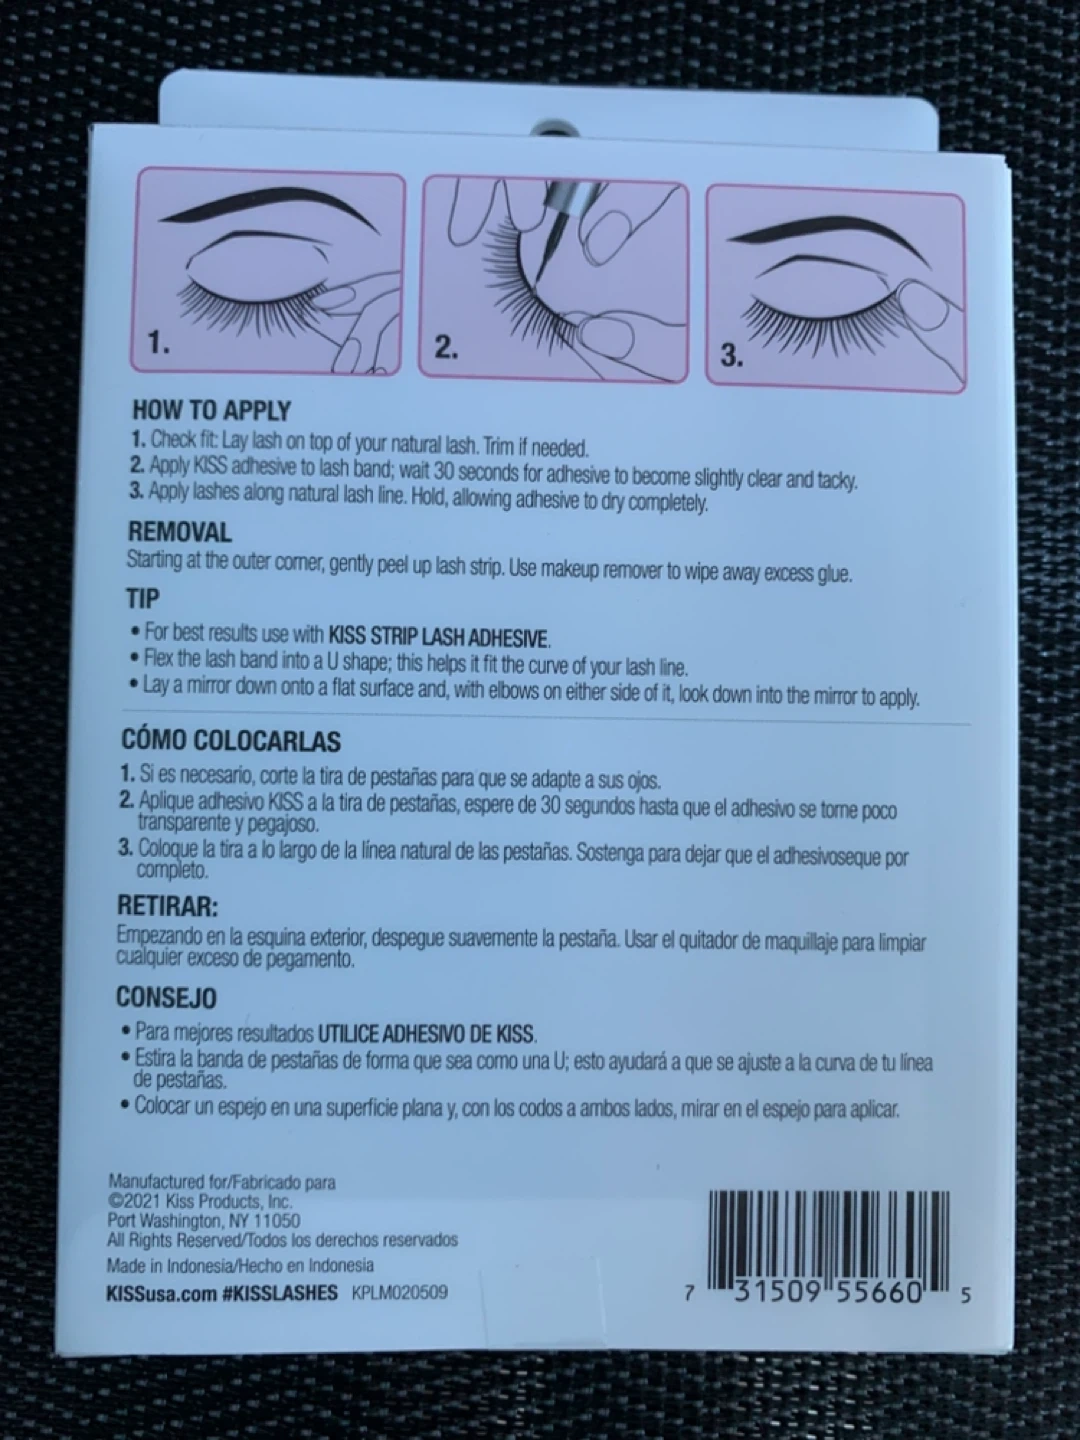 1.
2.
3.
HOW TO APPLY
1. Check fit: Lay lash on top of your natural lash. Trim if needed.
2. Apply KISS adhesive to lash band; wait 30 seconds for adhesive to become slightly clear and tacky.
3. Apply lashes along natural lash line. Hold, allowing adhesive to dry completely.
REMOVAL
Starting at the outer corner, gently peel up lash strip. Use makeup remover to wipe away excess glue.
TIP
• For best results use with KISS STRIP LASH ADHESIVE.
• Flex the lash band into a U shape; this helps it fit the curve of your lash line.
• Lay a mirror down onto a flat surface and, with elbows on either side of it, look down into the mirror to apply.
CÓMO COLOCARLAS
1. Si es necesario, corte la tira de pestañas para que se adapte a sus ojos.
2. Aplique adhesivo KISS a la tira de pestañas, espere de 30 segundos hasta que el adhesivo se torne poco
transparente y pegajoso.
3. Coloque la tira a lo largo de la línea natural de las pestañas. Sostenga para dejar que el adhesivoseque por
completo.
RETIRAR:
Empezando en la esquina exterior, despegue suavemente la pestaña. Usar el quitador de maquillaje para limpiar
cualquier exceso de pegamento.
CONSEJO
• Para mejores resultados UTILICE ADHESIVO DE KISS.
• Estira la banda de pestañas de forma que sea como una U; esto ayudará a que se ajuste a la curva de tu línea
de pestañas.
• Colocar un espejo en una superficie plana y, con los codos a ambos lados, mirar en el espejo para aplicar.
Manufactured for/Fabricado para
©2021 Kiss Products, Inc.
Port Washington, NY 11050
All Rights Reserved/Todos los derechos reservados
Made in Indonesia/Hecho en Indonesia
KISSusa.com #KISSLASHES KPLM020509
7 31509 55660 5